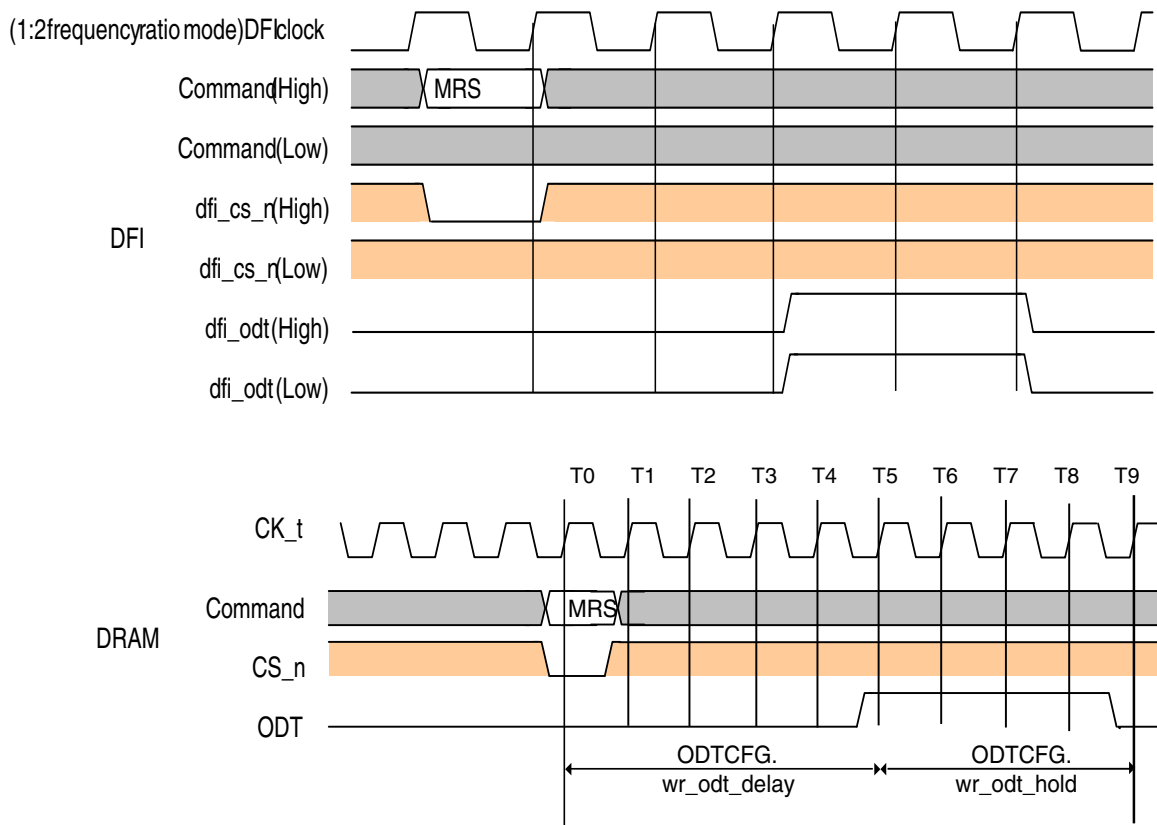 (1:2frequencyratio mode)DFIclock
Command(High)
MRS
Command(Low)
dfi_cs_n(High)
DFI
dfi_cs_n(Low)
dfi_odt(High)
dfi_odt(Low)
T0 T1 T2 T3 T4 T5 T6 T7 T8 T9
CK_t
Command
MRS
DRAM
CS_n
ODT
ODTCFG. ODTCFG.
wr_odt_delay wr_odt_hold